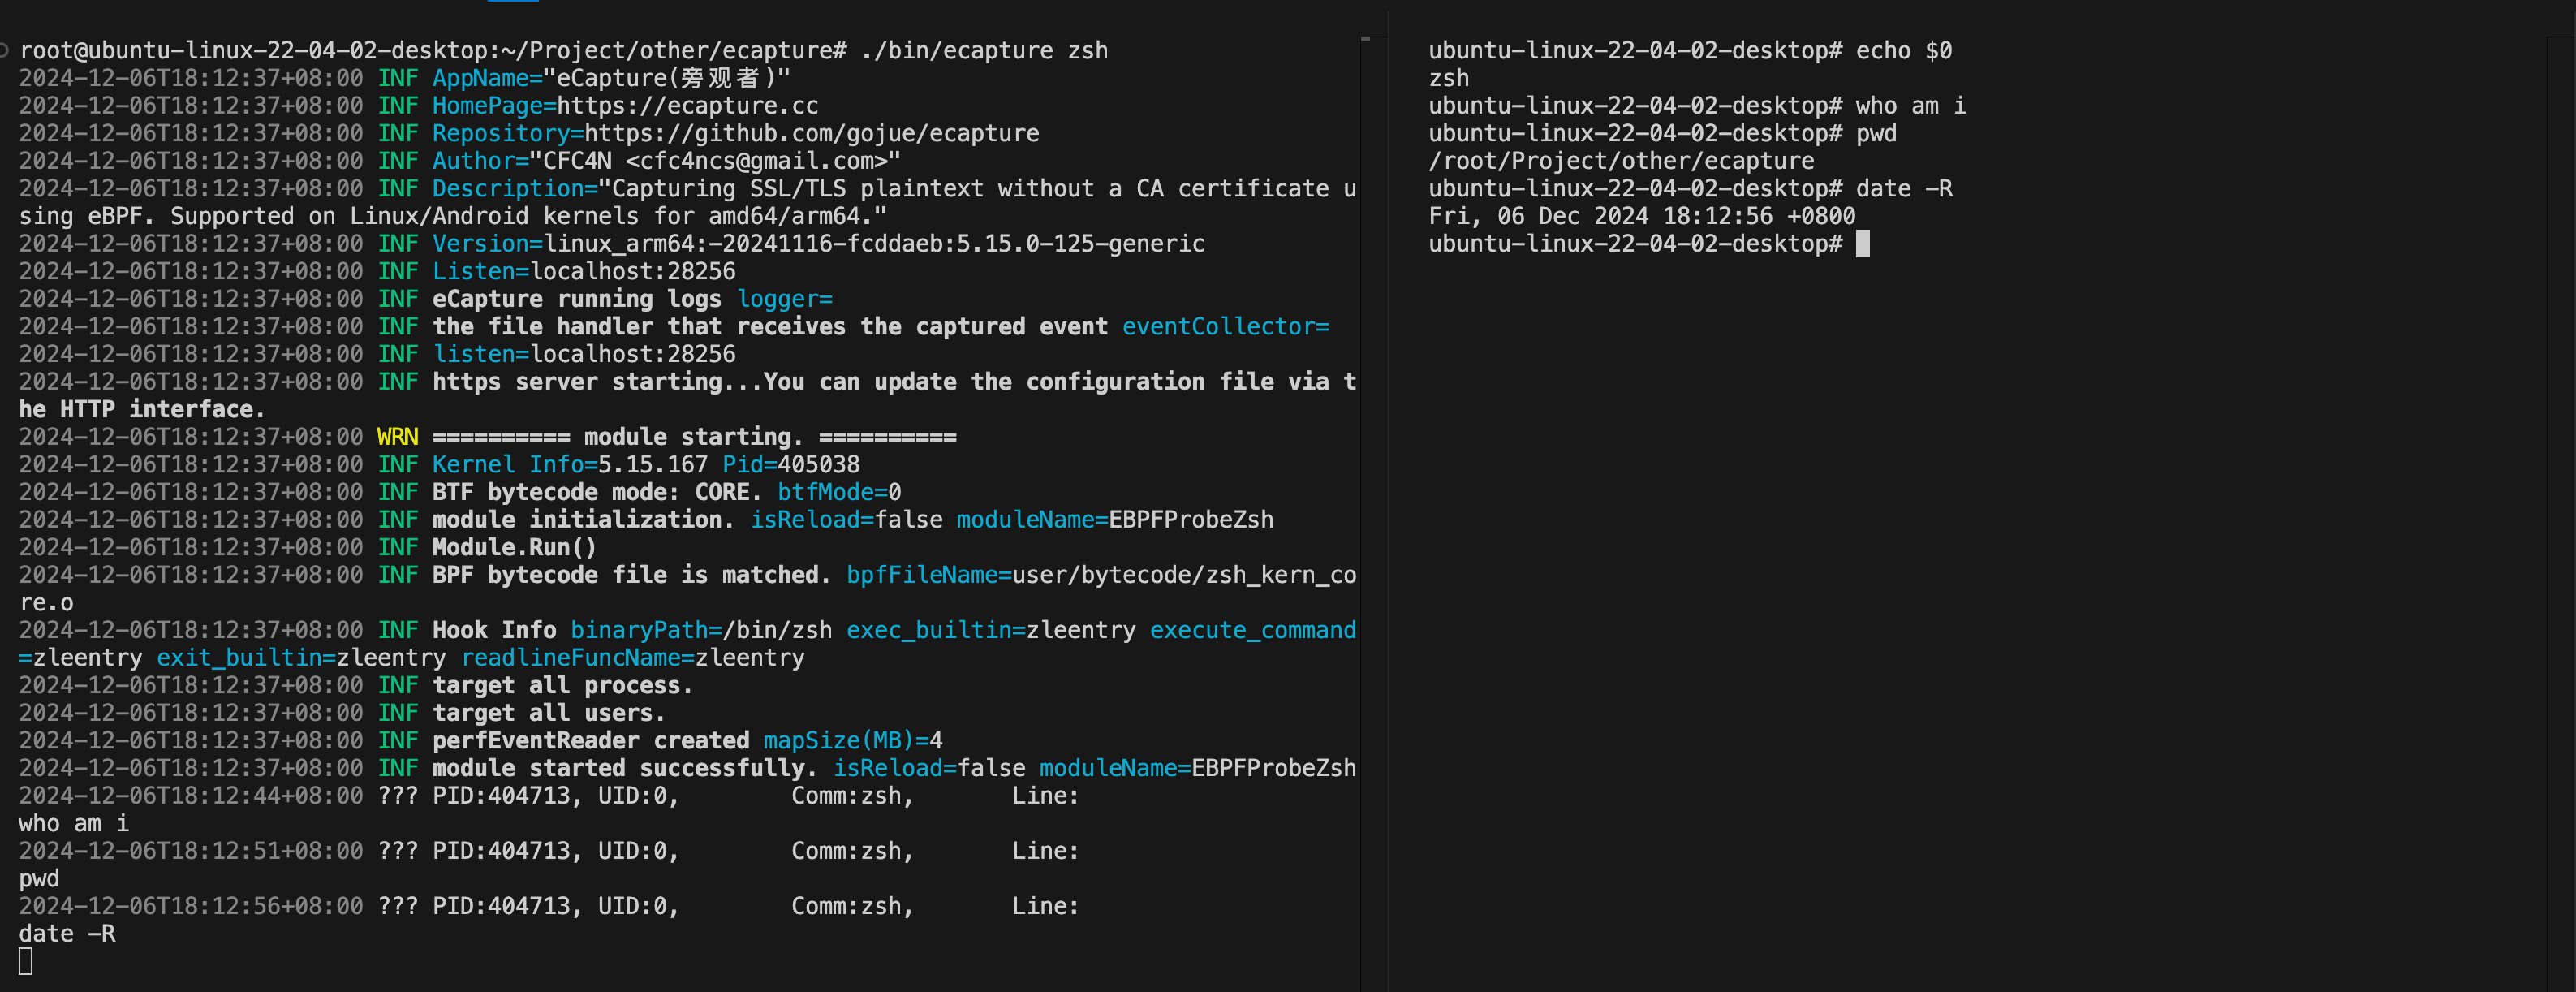 root@ubuntu-linux-22-04-02-desktop:~/Project/other/ecapture# ./bin/ecapture zsh
2024-12-06T18:12:37+08:00 INF AppName="eCapture(旁观者)"
2024-12-06T18:12:37+08:00 INF HomePage=https://ecapture.cc
2024-12-06T18:12:37+08:00 INF Repository=https://github.com/gojue/ecapture
2024-12-06T18:12:37+08:00 INF Author="CFC4N <cfc4ncs@gmail.com>"
2024-12-06T18:12:37+08:00 INF Description="Capturing SSL/TLS plaintext without a CA certificate u
sing eBPF. Supported on Linux/Android kernels for amd64/arm64."
2024-12-06T18:12:37+08:00 INF Version=linux_arm64:-20241116-fcddaeb:5.15.0-125-generic
2024-12-06T18:12:37+08:00 INF Listen=localhost:28256
2024-12-06T18:12:37+08:00 INF eCapture running logs logger=
2024-12-06T18:12:37+08:00 INF the file handler that receives the captured event eventCollector=
2024-12-06T18:12:37+08:00 INF listen=localhost:28256
2024-12-06T18:12:37+08:00 INF https server starting...You can update the configuration file via t
he HTTP interface.
2024-12-06T18:12:37+08:00 WRN ========== module starting. ==========
2024-12-06T18:12:37+08:00 INF Kernel Info=5.15.167 Pid=405038
2024-12-06T18:12:37+08:00 INF BTF bytecode mode: CORE. btfMode=0
2024-12-06T18:12:37+08:00 INF module initialization. isReload=false moduleName=EBPFProbeZsh
2024-12-06T18:12:37+08:00 INF Module.Run()
2024-12-06T18:12:37+08:00 INF BPF bytecode file is matched. bpfFileName=user/bytecode/zsh_kern_co
re.o
2024-12-06T18:12:37+08:00 INF Hook Info binaryPath=/bin/zsh exec_builtin=zleentry execute_command
=zleentry exit_builtin=zleentry readlineFuncName=zleentry
2024-12-06T18:12:37+08:00 INF target all process.
2024-12-06T18:12:37+08:00 INF target all users.
2024-12-06T18:12:37+08:00 INF perfEventReader created mapSize(MB)=4
2024-12-06T18:12:37+08:00 INF module started successfully. isReload=false moduleName=EBPFProbeZsh
2024-12-06T18:12:44+08:00 ??? PID:404713, UID:0,        Comm:zsh,       Line:
who am i
2024-12-06T18:12:51+08:00 ??? PID:404713, UID:0,        Comm:zsh,       Line:
pwd
2024-12-06T18:12:56+08:00 ??? PID:404713, UID:0,        Comm:zsh,       Line:
date -R
ubuntu-linux-22-04-02-desktop# echo $0
zsh
ubuntu-linux-22-04-02-desktop# who am i
ubuntu-linux-22-04-02-desktop# pwd
/root/Project/other/ecapture
ubuntu-linux-22-04-02-desktop# date -R
Fri, 06 Dec 2024 18:12:56 +0800
ubuntu-linux-22-04-02-desktop#